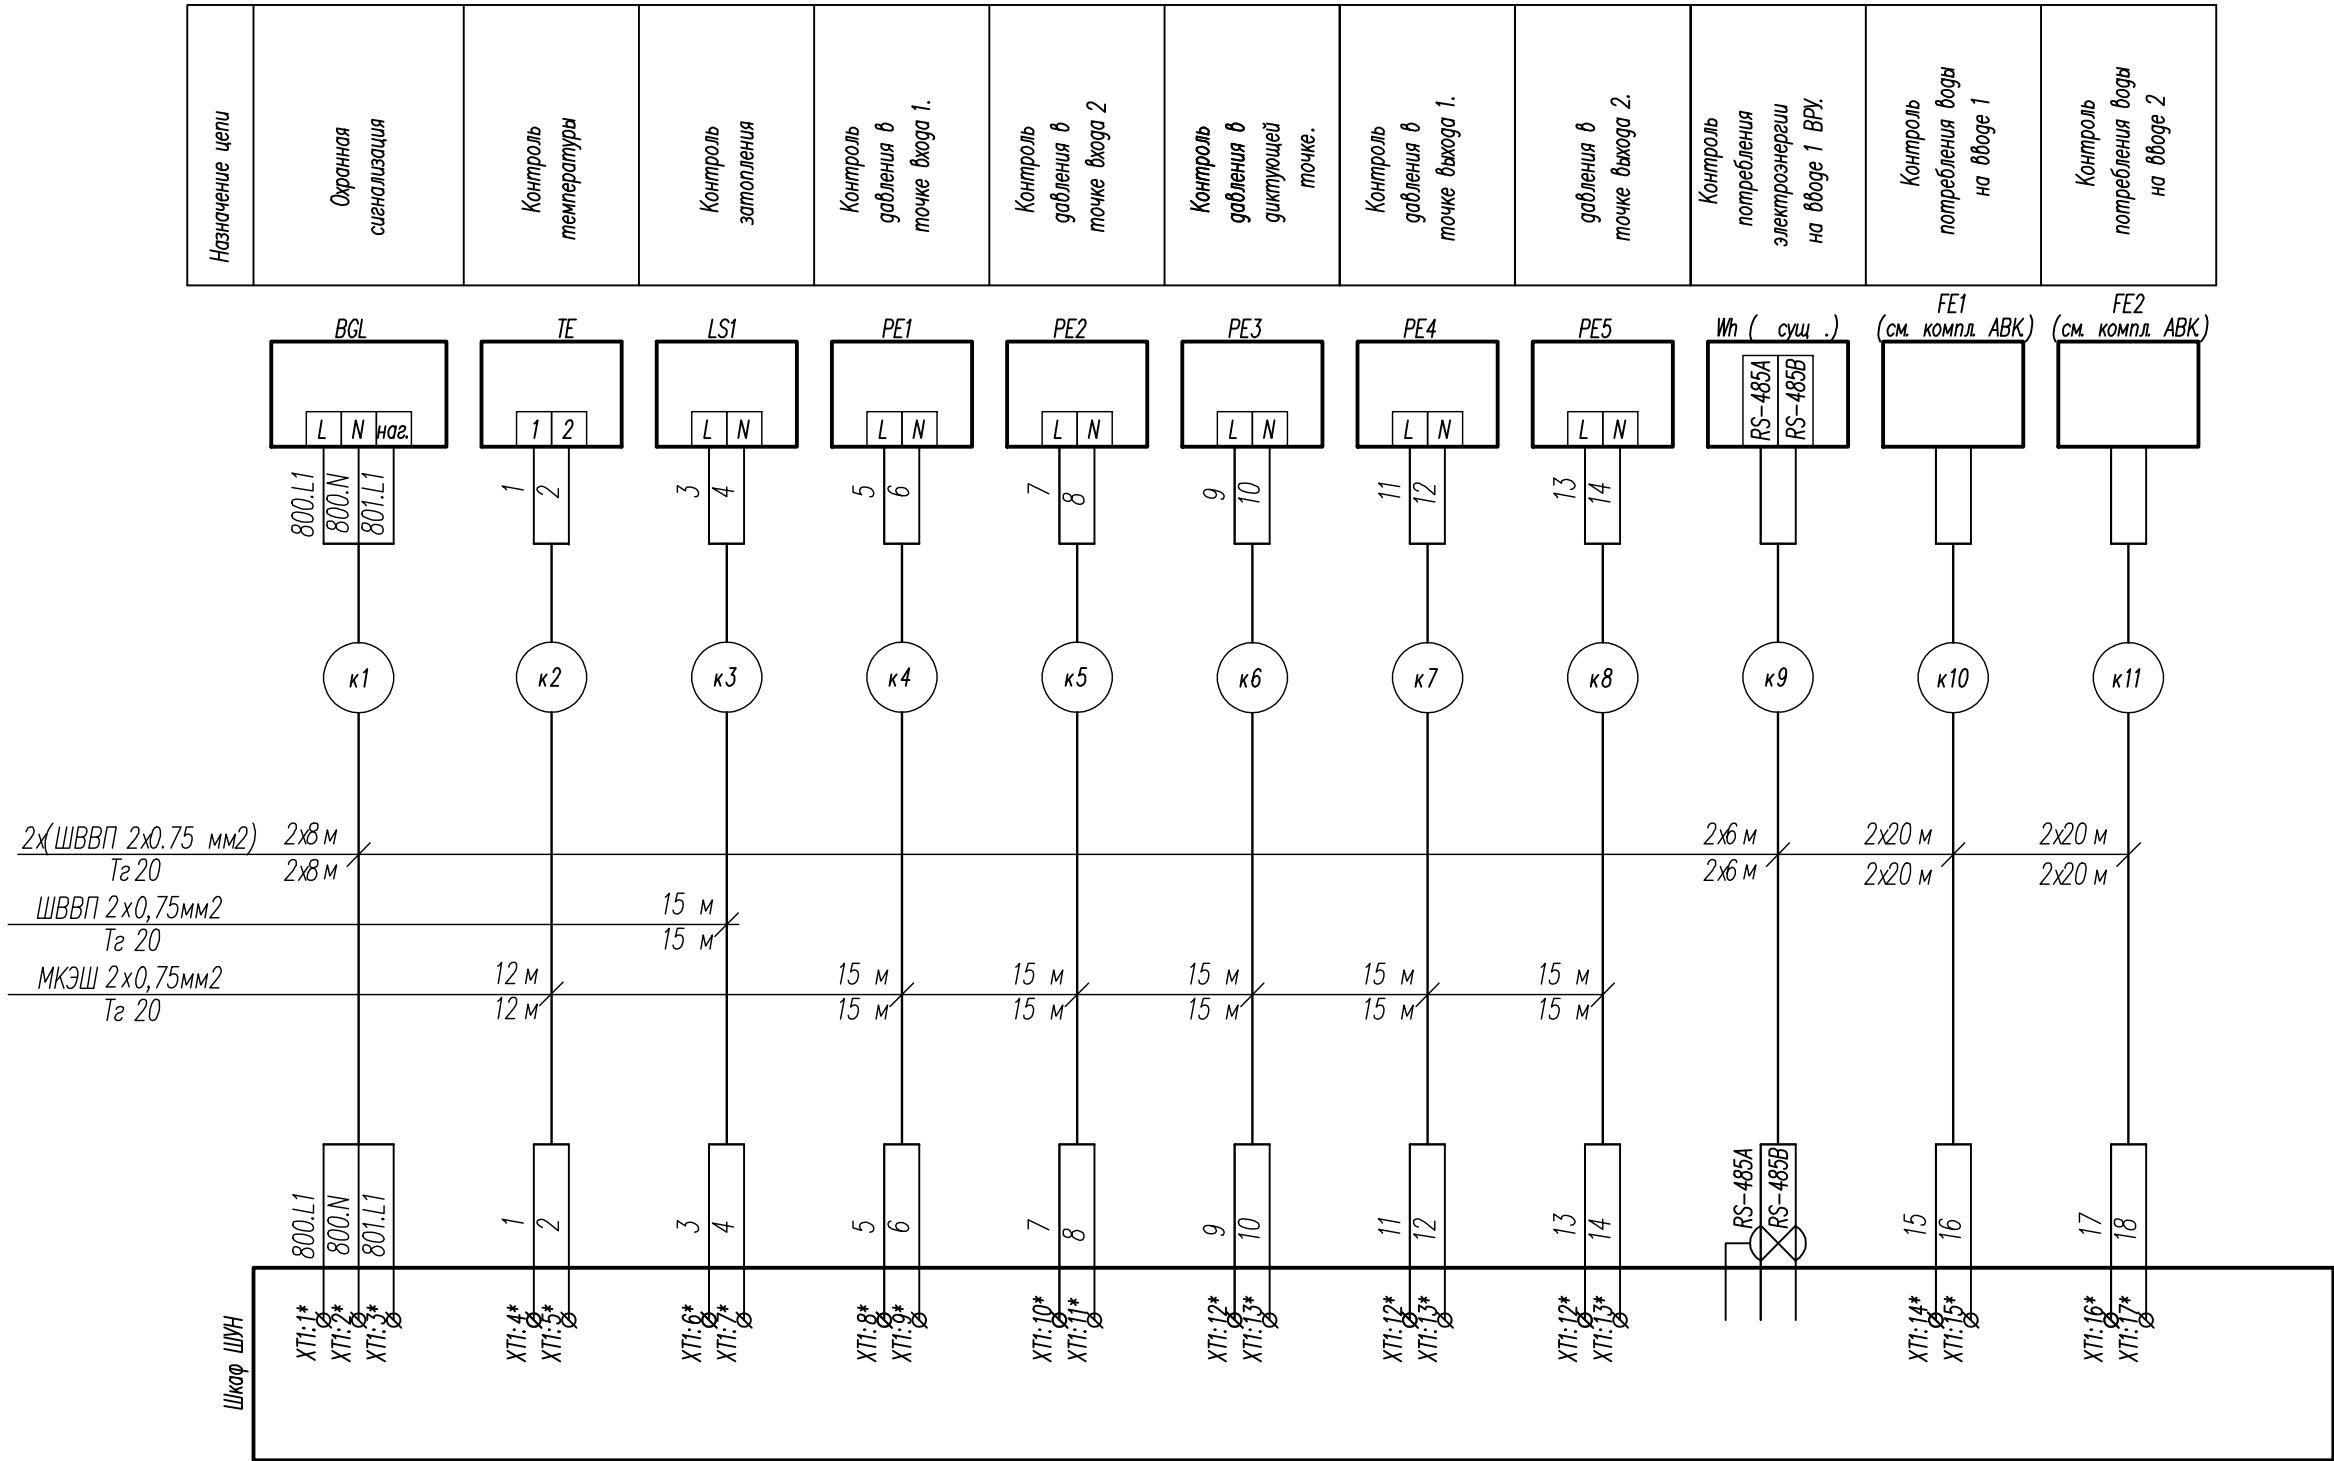 Назначение цепи
Охранная
сигнализация
Контроль
температуры
Контроль
затопления
Контроль
давления в
точке входа 1.
Контроль
давления в
точке входа 2
Контроль
давления в
диктующей
точке.
Контроль
давления в
точке выхода 1.
давления в
точке выхода 2.
Контроль
потребления
электроэнергии
на вводе 1 ВРУ.
Контроль
потребления воды
на вводе 1
Контроль
потребления воды
на вводе 2
BGL
TE
LS1
PE1
PE2
PE3
PE4
PE5
Wh ( сущ .)
FE1
(см. компл. АВК.)
FE2
(см. компл. АВК.)
L N наг.
1 2
L N
L N
L N
L N
L N
L N
RS-485A
RS-485B
800.L1
800.N
801.L1
1
2
3
4
5
6
7
8
9
10
11
12
13
14
к1 к2 к3 к4 к5 к6 к7 к8 к9 к10 к11
2х(ШВВП 2х0.75 мм2) 2х8 м 2х6 м 2х20 м 2х20 м
Тг 20 2х8 м 2х6 м 2х20 м 2х20 м
ШВВП 2х0,75мм2 15 м
Тг 20 15 м
МКЭШ 2х0,75мм2 12 м 15 м 15 м 15 м 15 м 15 м
Тг 20 12 м 15 м 15 м 15 м 15 м 15 м
800.L1
800.N
801.L1
1
2
3
4
5
6
7
8
9
10
11
12
13
14
RS-485A
RS-485B
15
16
17
18
Шкаф ШУН
XT1:1*
XT1:2*
XT1:3*
XT1:4*
XT1:5*
XT1:6*
XT1:7*
XT1:8*
XT1:9*
XT1:10*
XT1:11*
XT1:12*
XT1:13*
XT1:12*
XT1:13*
XT1:12*
XT1:13*
XT1:14*
XT1:15*
XT1:16*
XT1:17*